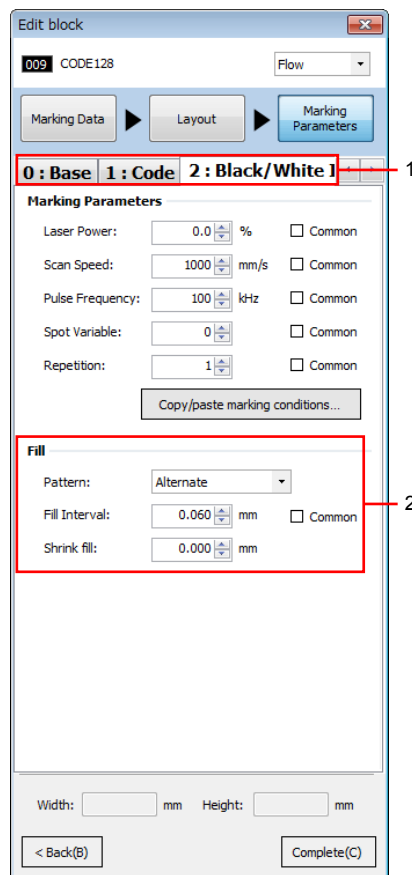 Edit block
009 CODE128 Flow
Marking Data Layout Marking Parameters
0 : Base 1 : Code 2 : Black/White I 1
Marking Parameters
Laser Power: 0.0 % Common
Scan Speed: 1000 mm/s Common
Pulse Frequency: 100 kHz Common
Spot Variable: 0 Common
Repetition: 1 Common
Copy/paste marking conditions...
Fill
Pattern: Alternate
Fill Interval: 0.060 mm Common 2
Shrink fill: 0.000 mm
Width: mm Height: mm
< Back(B) Complete(C)